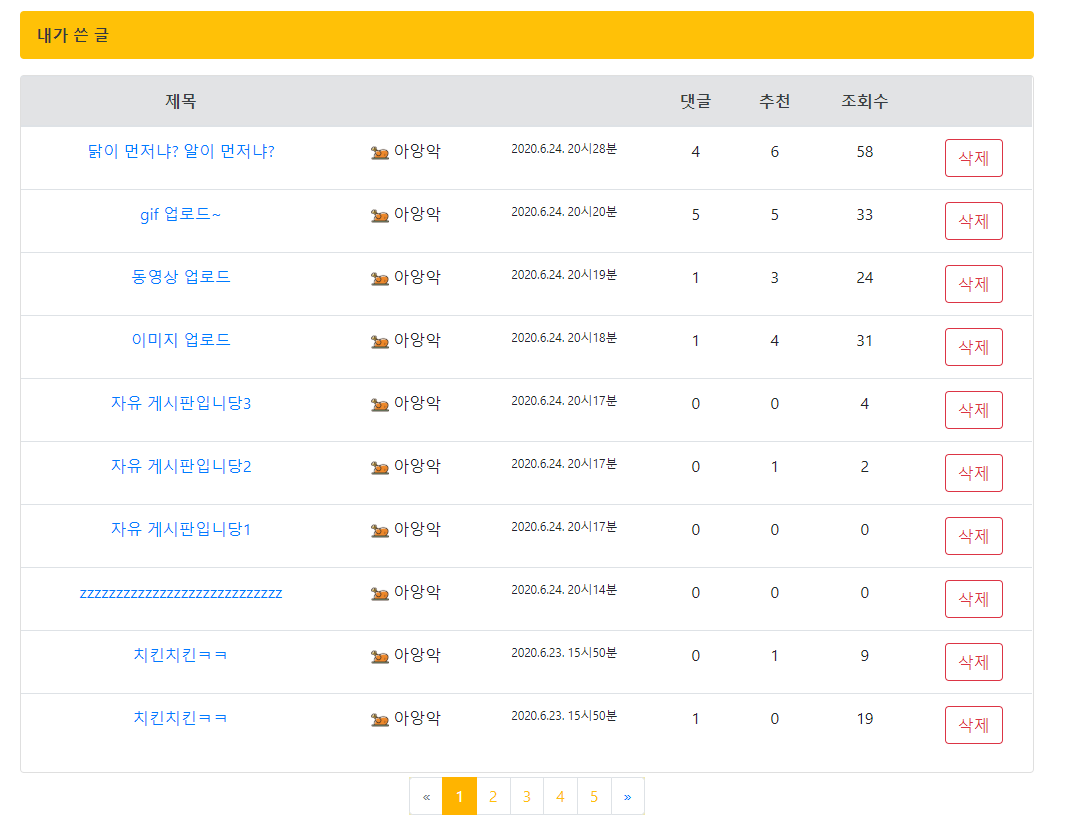 내가 쓴 글
제목 댓글 추천 조회수
닭이 먼저냐? 알이 먼저냐? 아앙악 2020.6.24. 20시28분 4 6 58 삭제
gif 업로드~ 아앙악 2020.6.24. 20시20분 5 5 33 삭제
동영상 업로드 아앙악 2020.6.24. 20시19분 1 3 24 삭제
이미지 업로드 아앙악 2020.6.24. 20시18분 1 4 31 삭제
자유 게시판입니당3 아앙악 2020.6.24. 20시17분 0 0 4 삭제
자유 게시판입니당2 아앙악 2020.6.24. 20시17분 0 1 2 삭제
자유 게시판입니당1 아앙악 2020.6.24. 20시17분 0 0 0 삭제
zzzzzzzzzzzzzzzzzzzzzzzzzzzz 아앙악 2020.6.24. 20시14분 0 0 0 삭제
치킨치킨ㅋㅋ 아앙악 2020.6.23. 15시50분 0 1 9 삭제
치킨치킨ㅋㅋ 아앙악 2020.6.23. 15시50분 1 0 19 삭제
« 1 2 3 4 5 »